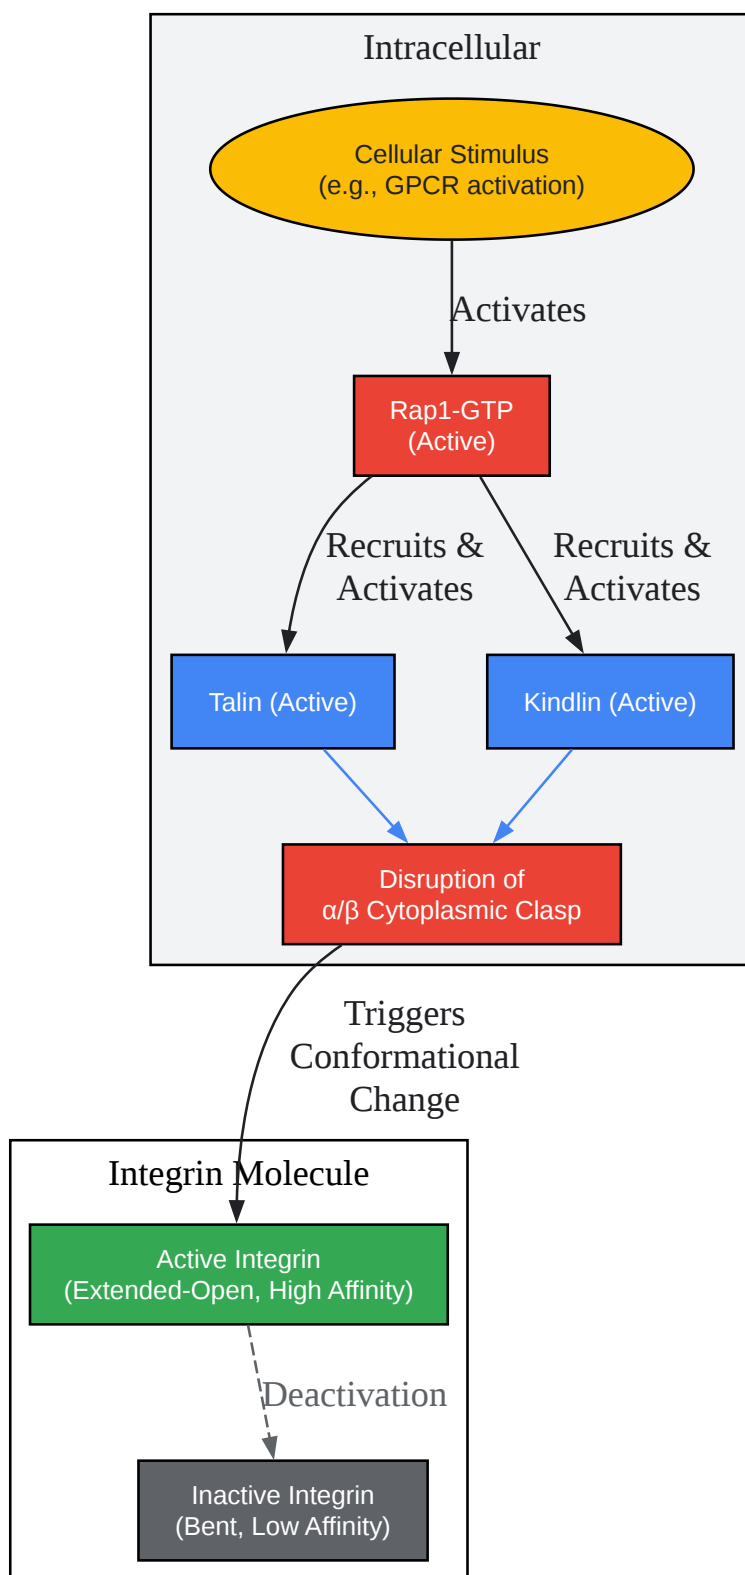 Intracellular
Cellular Stimulus
(e.g., GPCR activation)
Activates
Rap1-GTP
(Active)
Recruits &
Activates
Recruits &
Activates
Talin (Active)
Kindlin (Active)
Disruption of
α/β Cytoplasmic Clasp
Triggers
Conformational
Change
Integrin Molecule
Active Integrin
(Extended-Open, High Affinity)
Deactivation
Inactive Integrin
(Bent, Low Affinity)